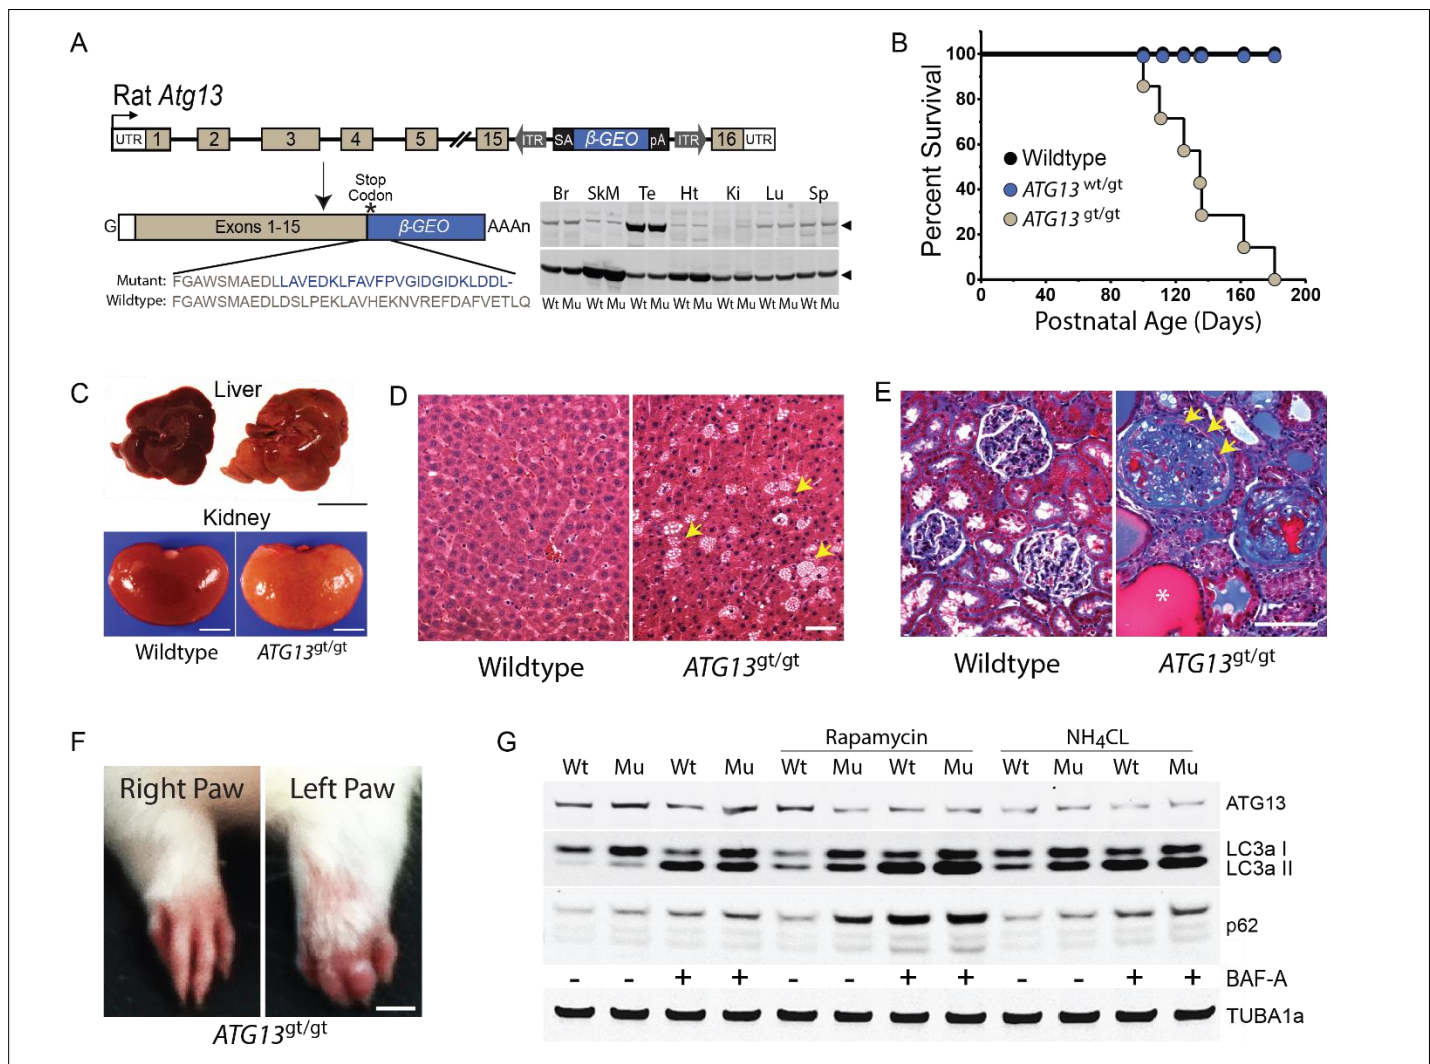 A
Rat Atg13
UTR 1 2 3 4 5 15 ITR SA β-GEO pA ITR 16 UTR
Stop
Codon
*
G Exons 1-15 β-GEO AAAn
Mutant: FGAWSMAEDLLAVEDKLFAVFPVGIDGIDKLDDL-
Wildtype: FGAWSMAEDLDSLPEKLAVHEKNVREFDAFVETLQ
Br SkM Te Ht Ki Lu Sp
Wt Mu Wt Mu Wt Mu Wt Mu Wt Mu Wt Mu Wt Mu
B
Percent Survival
100
80
60
40
20
0
0 40 80 120 160 200
Postnatal Age (Days)
Wildtype
ATG13 wt/gt
ATG13 gt/gt
C
Liver
Kidney
Wildtype ATG13gt/gt
D
Wildtype ATG13gt/gt
E
*
Wildtype ATG13gt/gt
F
Right Paw Left Paw
ATG13gt/gt
G
Rapamycin NH4CL
Wt Mu Wt Mu Wt Mu Wt Mu Wt Mu Wt Mu
ATG13
LC3a I
LC3a II
p62
- - + + - - + + - - + + BAF-A
TUBA1a